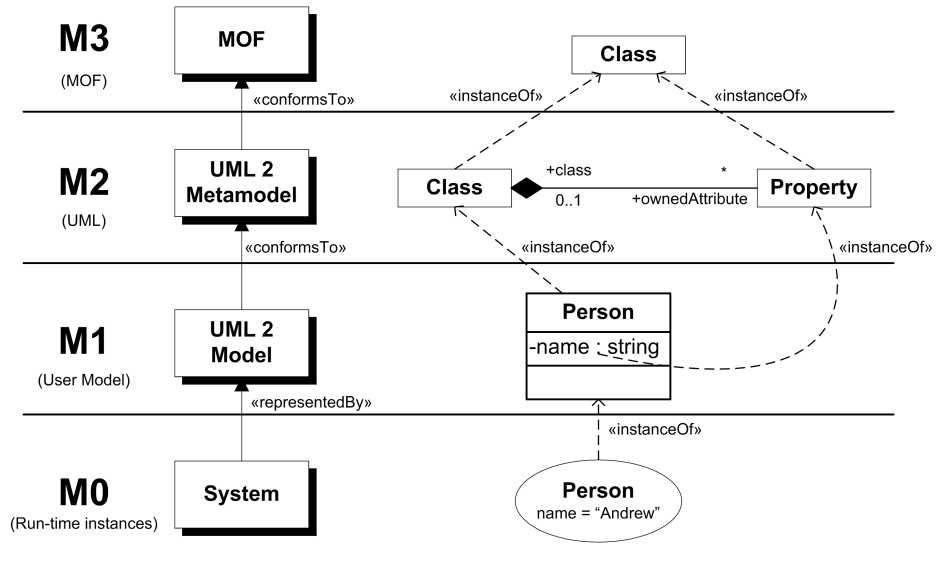 M3
(MOF)
MOF
Class
«conformsTo»
«instanceOf»
«instanceOf»
M2
(UML)
UML 2
Metamodel
Class
+class
0..1
*
+ownedAttribute
Property
«conformsTo»
«instanceOf»
«instanceOf»
M1
(User Model)
UML 2
Model
Person
-name : string
«representedBy»
«instanceOf»
M0
(Run-time instances)
System
Person
name = “Andrew”